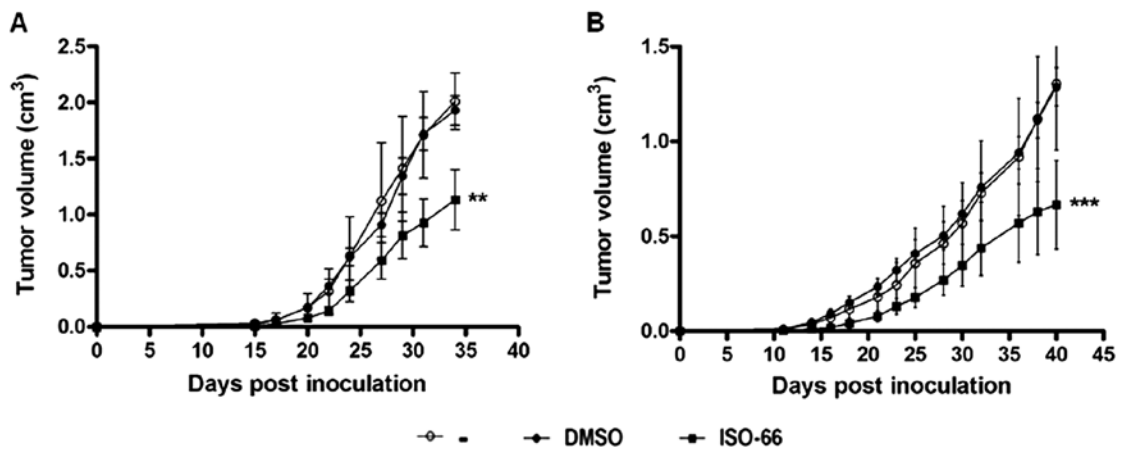 A
Tumor volume (cm³)
2.5
2.0
1.5
1.0
0.5
0.0
**
0 5 10 15 20 25 30 35 40
Days post inoculation
B
Tumor volume (cm³)
1.5
1.0
0.5
0.0
***
0 5 10 15 20 25 30 35 40 45
Days post inoculation
- DMSO ISO-66